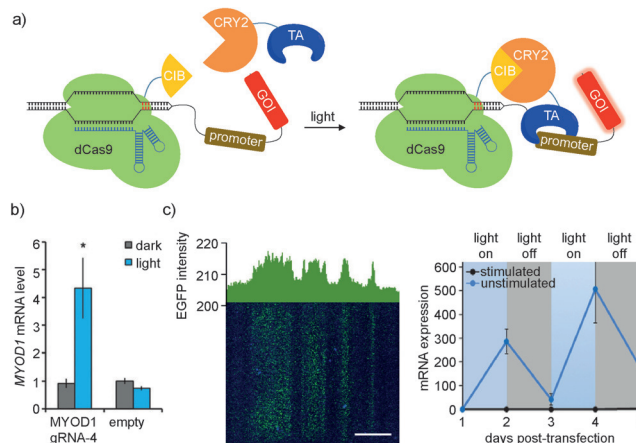 a)
CIB
CRY2
TA
GOI
promoter
dCas9
light
CIB
CRY2
TA
GOI
promoter
dCas9
b)
MYOD1 mRNA level
6
5
4
3
2
1
0
*
dark
light
MYOD1
gRNA-4
empty
c)
EGFP intensity
220
210
200
light
on
light
off
light
on
light
off
mRNA expression
600
500
400
300
200
100
0
stimulated
unstimulated
1
2
3
4
days post-transfection